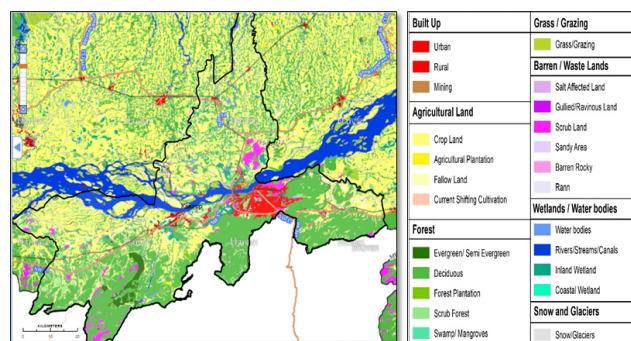 KILOMETERS
Built Up
Urban
Rural
Mining
Agricultural Land
Crop Land
Agricultural Plantation
Fallow Land
Current Shifting Cultivation
Forest
Evergreen/ Semi Evergreen
Deciduous
Forest Plantation
Scrub Forest
Swamp/ Mangroves
Grass / Grazing
Grass/Grazing
Barren / Waste Lands
Salt Affected Land
Gullied/Ravinous Land
Scrub Land
Sandy Area
Barren Rocky
Rann
Wetlands / Water bodies
Water bodies
Rivers/Streams/Canals
Inland Wetland
Coastal Wetland
Snow and Glaciers
Snow/Glaciers